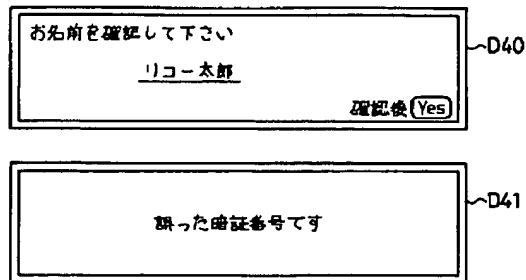 お名前を確認して下さい
D40
リコー太郎
確認後 Yes
D41
誤った暗証番号です